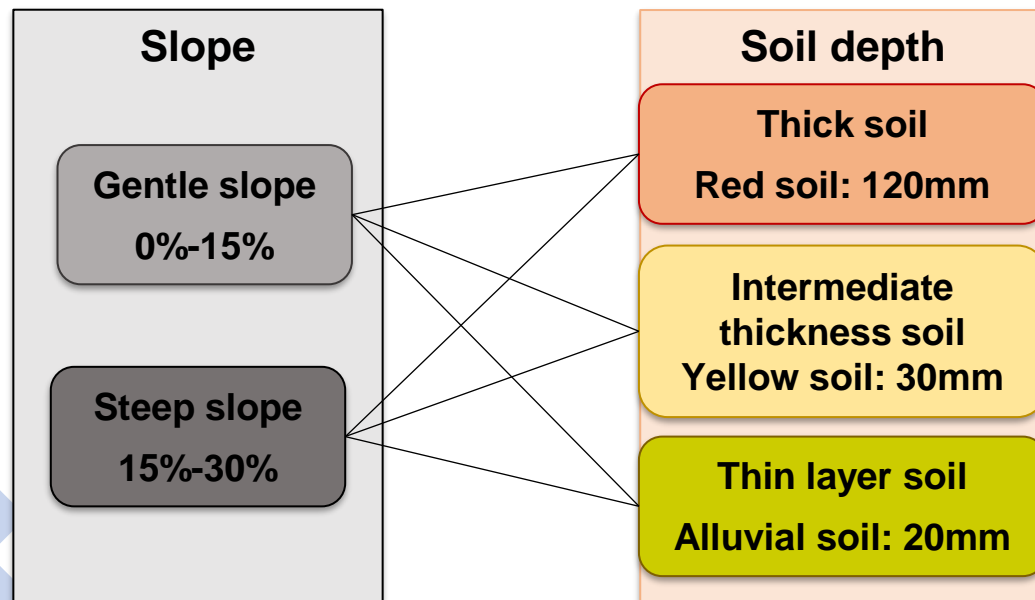 Slope
Gentle slope
0%-15%
Steep slope
15%-30%
Soil depth
Thick soil
Red soil: 120mm
Intermediate
thickness soil
Yellow soil: 30mm
Thin layer soil
Alluvial soil: 20mm